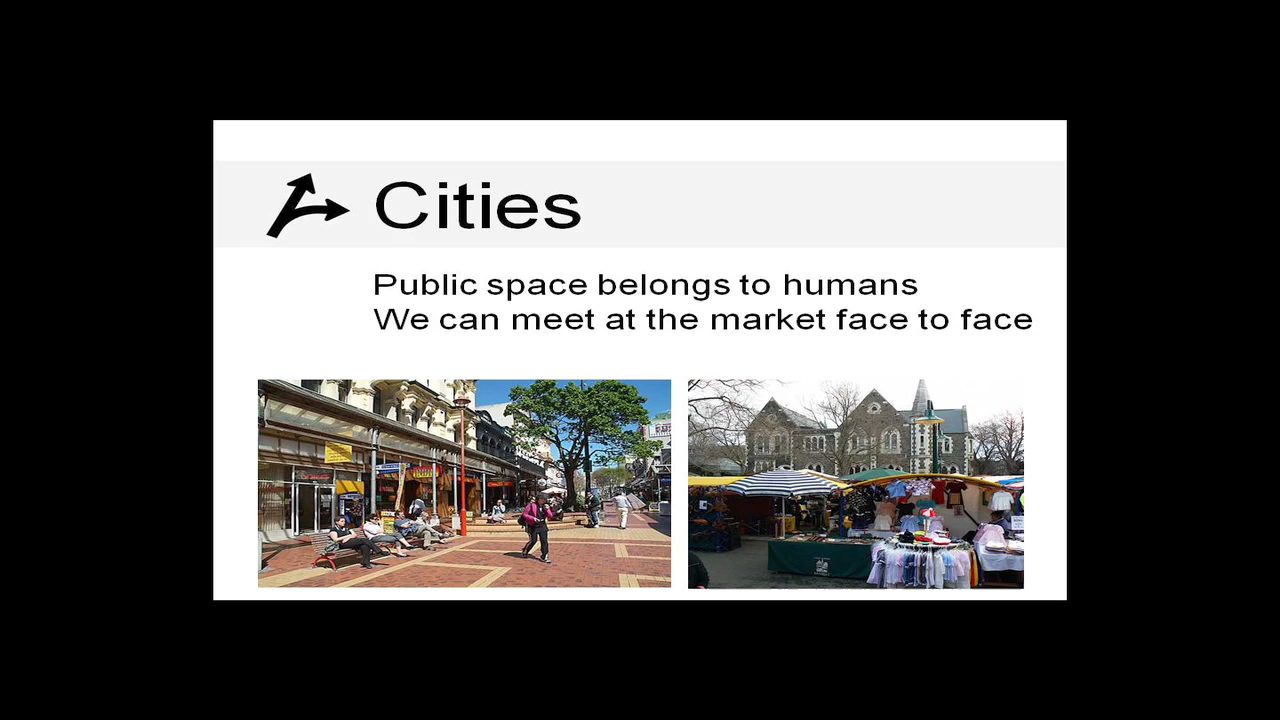 Cities
Public space belongs to humans
We can meet at the market face to face